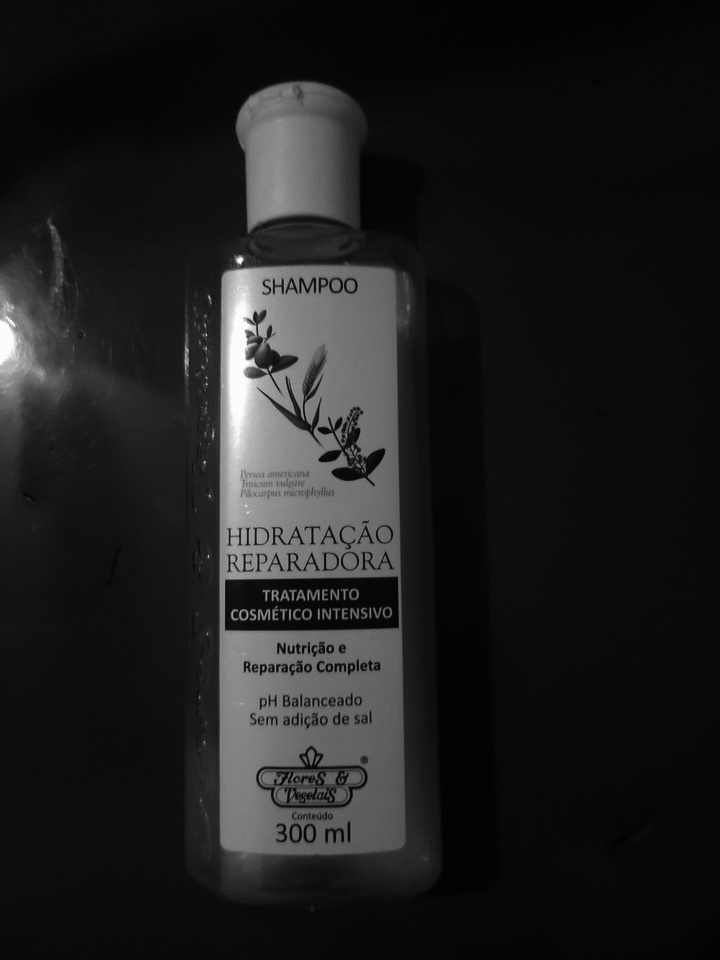 SHAMPOO
Persea americana
Triticum vulgare
Pilocarpus microphyllus
HIDRATAÇÃO
REPARADORA
TRATAMENTO
COSMÉTICO INTENSIVO
Nutrição e
Reparação Completa
pH Balanceado
Sem adição de sal
Flores &
Vegetais
®
Conteúdo
300 ml